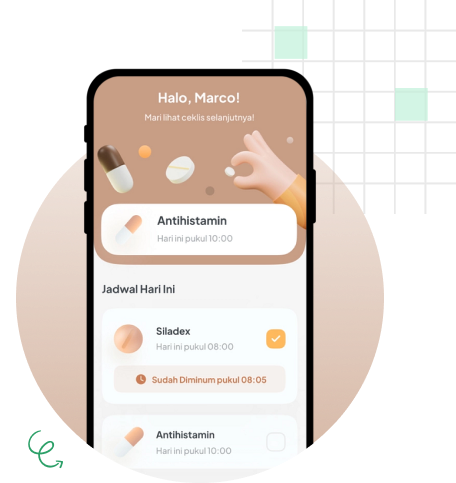 Halo, Marco!
Mari lihat ceklis selanjutnya!
Antihistamin
Hari ini pukul 10:00
Jadwal Hari Ini
Siladex
Hari ini pukul 08:00
Sudah Diminum pukul 08:05
Antihistamin
Hari ini pukul 10:00